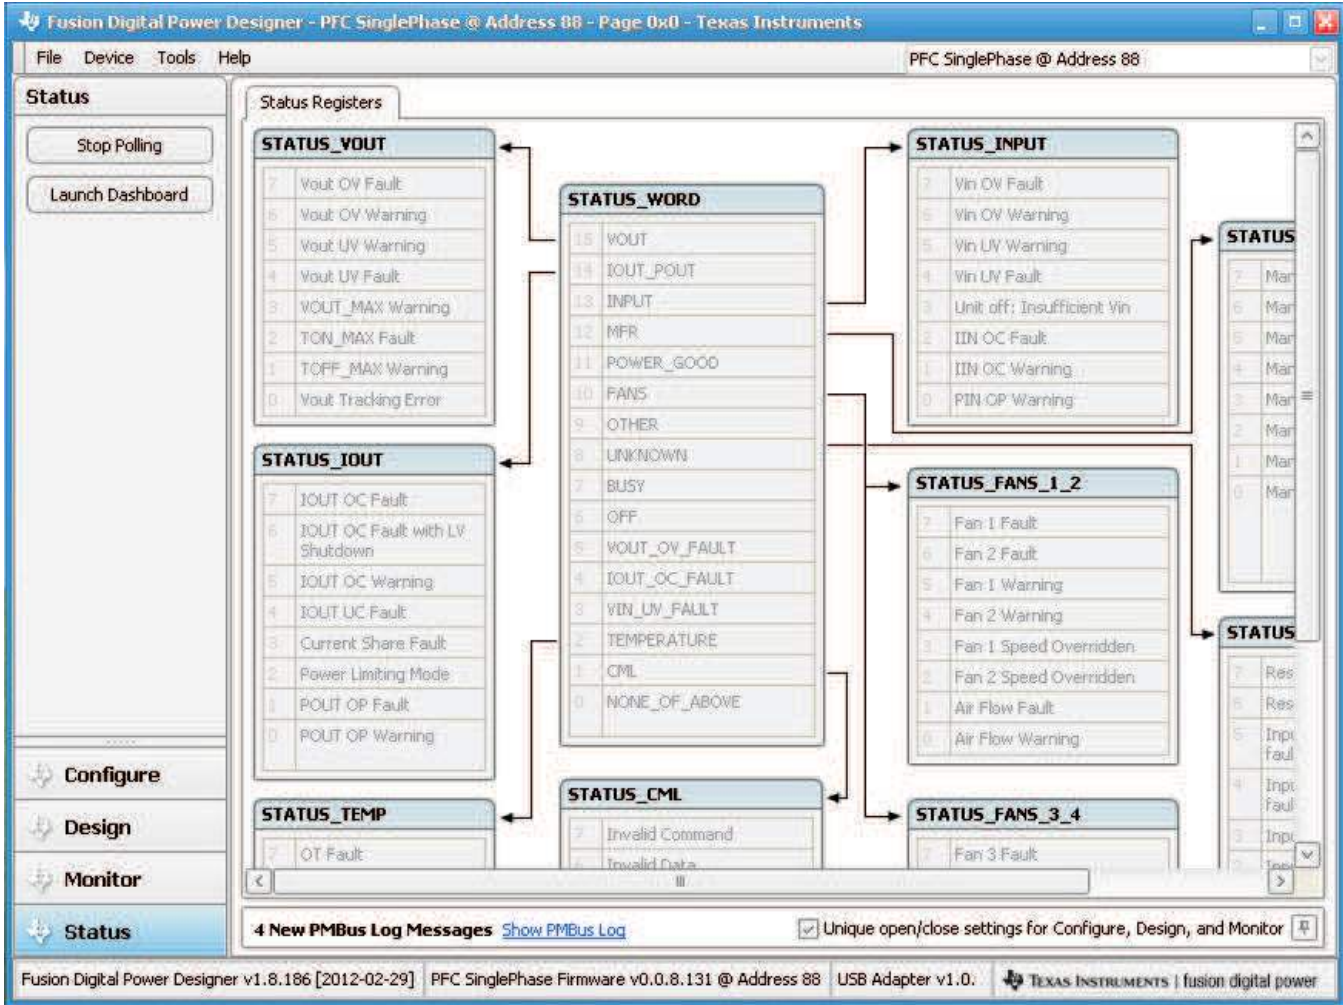 Fusion Digital Power Designer - PFC SinglePhase @ Address 88 - Page 0x0 - Texas Instruments
File Device Tools Help
PFC SinglePhase @ Address 88
Status
Stop Polling
Launch Dashboard
Status Registers
STATUS_VOUT
7 Vout OV Fault
6 Vout OV Warning
5 Vout UV Warning
4 Vout UV Fault
3 VOUT_MAX Warning
2 TON_MAX Fault
1 TOFF_MAX Warning
0 Vout Tracking Error
STATUS_IOUT
7 IOUT OC Fault
6 IOUT OC Fault with LV
Shutdown
5 IOUT OC Warning
4 IOUT UC Fault
3 Current Share Fault
2 Power Limiting Mode
1 POUT OP Fault
0 POUT OP Warning
STATUS_TEMP
7 OT Fault
STATUS_WORD
15 VOUT
14 IOUT_POUT
13 INPUT
12 MFR
11 POWER_GOOD
10 FANS
9 OTHER
8 UNKNOWN
7 BUSY
6 OFF
5 VOUT_OV_FAULT
4 IOUT_OC_FAULT
3 VIN_UV_FAULT
2 TEMPERATURE
1 CML
0 NONE_OF_ABOVE
STATUS_CML
7 Invalid Command
6 Invalid Data
STATUS_INPUT
7 Vin OV Fault
6 Vin OV Warning
5 Vin UV Warning
4 Vin UV Fault
3 Unit off: Insufficient Vin
2 IIN OC Fault
1 IIN OC Warning
0 PIN OP Warning
STATUS_FANS_1_2
7 Fan 1 Fault
6 Fan 2 Fault
5 Fan 1 Warning
4 Fan 2 Warning
3 Fan 1 Speed Overridden
2 Fan 2 Speed Overridden
1 Air Flow Fault
0 Air Flow Warning
STATUS_FANS_3_4
7 Fan 3 Fault
STATUS
7 Mar
6 Mar
5 Mar
4 Mar
3 Mar
2 Mar
1 Mar
0 Mar
STATUS
7 Res
6 Res
5 Inpu
faul
4 Inpu
faul
3 Inpu
2
Configure
Design
Monitor
Status
4 New PMBus Log Messages Show PMBus Log
Unique open/close settings for Configure, Design, and Monitor
Fusion Digital Power Designer v1.8.186 [2012-02-29] PFC SinglePhase Firmware v0.0.8.131 @ Address 88 USB Adapter v1.0. TEXAS INSTRUMENTS | fusion digital power